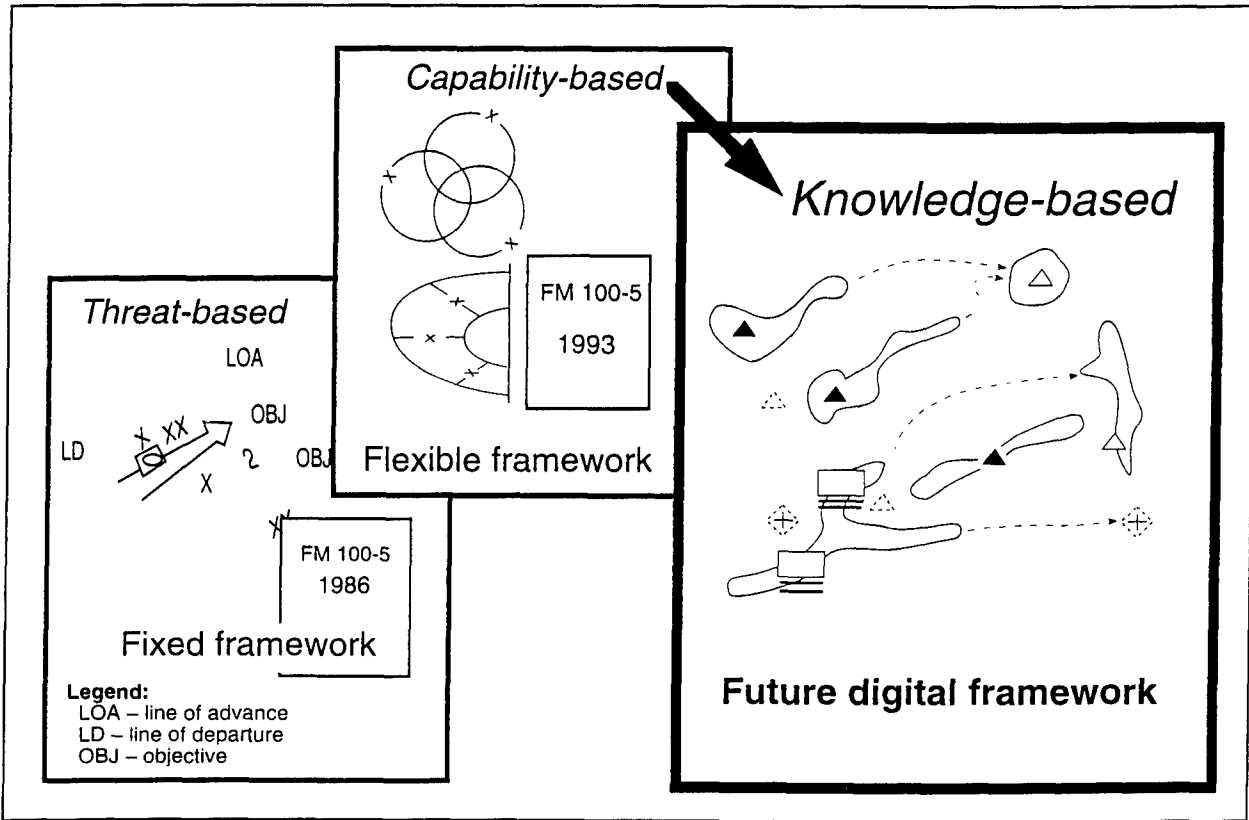 Threat-based
LOA
OBJ
LD
X
XX
X
2
OBJ
XX
FM 100-5
1986
Fixed framework
Legend:
LOA – line of advance
LD – line of departure
OBJ – objective
Capability-based
X
X
X
X
X
X
FM 100-5
1993
Flexible framework
Knowledge-based
Future digital framework